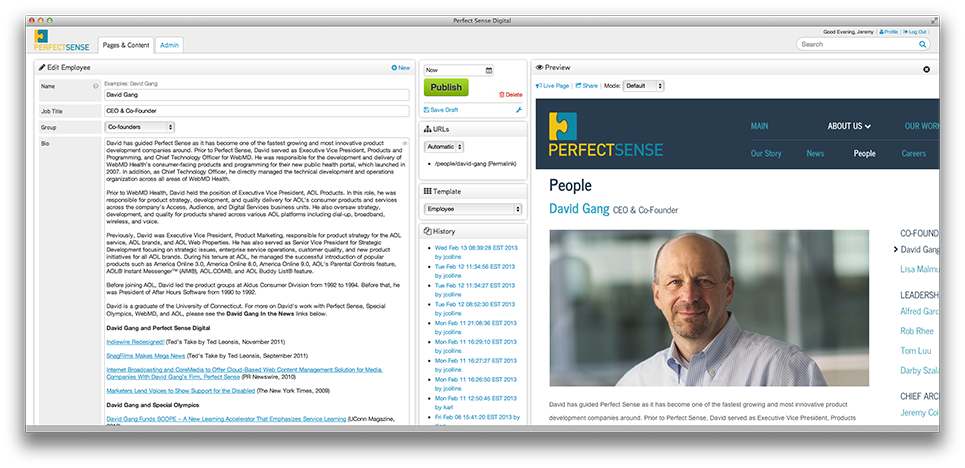 Perfect Sense Digital
PERFECTSENSE
Pages & Content
Admin
Good Evening, Jeremy | Profile | Log Out
Search
Edit Employee
New
Name
Examples: David Gang
David Gang
Job Title
CEO & Co-Founder
Group
Co-founders
Bio
David has guided Perfect Sense as it has become one of the fastest growing and most innovative product
development companies around. Prior to Perfect Sense, David served as Executive Vice President, Products and
Programming, and Chief Technology Officer for WebMD. He was responsible for the development and delivery of
WebMD Health's consumer-facing products and programming for their new public health portal, which launched in
2007. In addition, as Chief Technology Officer, he directly managed the technical development and operations
organization across all areas of WebMD Health.
Prior to WebMD Health, David held the position of Executive Vice President, AOL Products. In this role, he was
responsible for product strategy, development, and quality delivery for AOL's consumer products and services
across the company's Access, Audience, and Digital Services business units. He also oversaw strategy,
development, and quality for products shared across various AOL platforms including dial-up, broadband,
wireless, and voice.
Previously, David was Executive Vice President, Product Marketing, responsible for product strategy for the AOL
service, AOL brands, and AOL Web Properties. He has also served as Senior Vice President for Strategic
Development focusing on strategic issues, enterprise service operations, customer quality, and new product
initiatives for all AOL brands. During his tenure at AOL, he managed the successful introduction of popular
products such as America Online 3.0, America Online 8.0, America Online 9.0, AOL's Parental Controls feature,
AOL® Instant Messenger™ (AIM®), AOL.COM®, and AOL Buddy List® feature.
Before joining AOL, David led the product groups at Aldus Consumer Division from 1992 to 1994. Before that, he
was President of After Hours Software from 1990 to 1992.
David is a graduate of the University of Connecticut. For more on David's work with Perfect Sense, Special
Olympics, WebMD, and AOL, please see the David Gang In the News links below.
David Gang and Perfect Sense Digital
Indiewire Redesigned! (Ted's Take by Ted Leonsis, November 2011)
SnagFilms Makes Mega News (Ted's Take by Ted Leonsis, September 2011)
Internet Broadcasting and CoreMedia to Offer Cloud-Based Web Content Management Solution for Media
Companies With David Gang's Firm, Perfect Sense (PR Newswire, 2010)
Marketers Lend Voices to Show Support for the Disabled (The New York Times, 2009)
David Gang and Special Olympics
David Gang Funds SCOPE – A New Learning Accelerator That Emphasizes Service Learning (UConn Magazine,
Now
Publish
Delete
Save Draft
URLs
Automatic
/people/david-gang (Permalink)
Template
Employee
History
Wed Feb 13 08:39:28 EST 2013
by jcollins
Tue Feb 12 11:34:56 EST 2013
by jcollins
Tue Feb 12 11:34:27 EST 2013
by jcollins
Tue Feb 12 08:52:30 EST 2013
by jcollins
Mon Feb 11 21:08:36 EST 2013
by jcollins
Mon Feb 11 16:29:10 EST 2013
by jcollins
Mon Feb 11 16:27:27 EST 2013
by jcollins
Mon Feb 11 16:26:50 EST 2013
by jcollins
Mon Feb 11 12:50:45 EST 2013
by karl
Fri Feb 08 15:41:20 EST 2013 by
Preview
Live Page | Share | Mode: Default
PERFECTSENSE
MAIN
ABOUT US
OUR WORK
Our Story
News
People
Careers
People
David Gang CEO & Co-Founder
CO-FOUND
David Gang
Lisa Malmu
LEADERSH
Alfred Garc
Rob Rhee
Tom Luu
Darby Szala
CHIEF ARC
Jeremy Col
David has guided Perfect Sense as it has become one of the fastest growing and most innovative product
development companies around. Prior to Perfect Sense, David served as Executive Vice President, Products